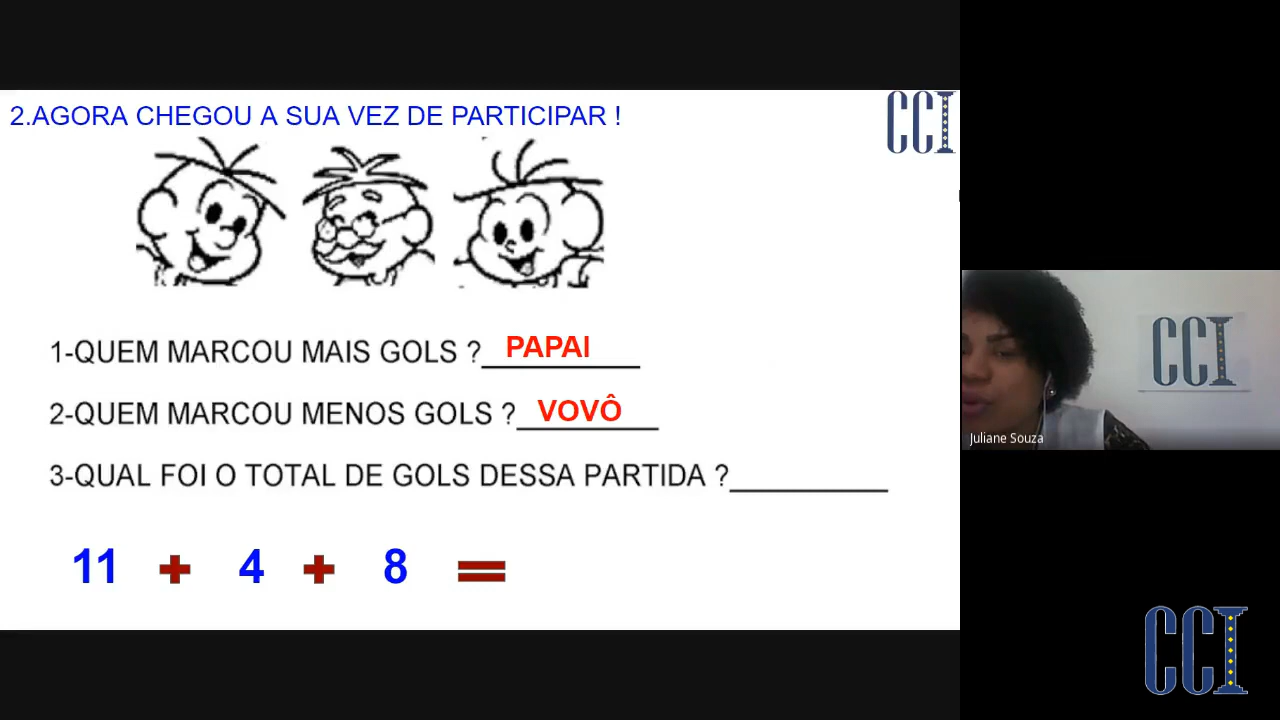 2.AGORA CHEGOU A SUA VEZ DE PARTICIPAR !
CCI
1-QUEM MARCOU MAIS GOLS ? PAPAI
2-QUEM MARCOU MENOS GOLS ? VOVÔ
3-QUAL FOI O TOTAL DE GOLS DESSA PARTIDA ?
11 + 4 + 8 =
CCI
Juliane Souza
CCI